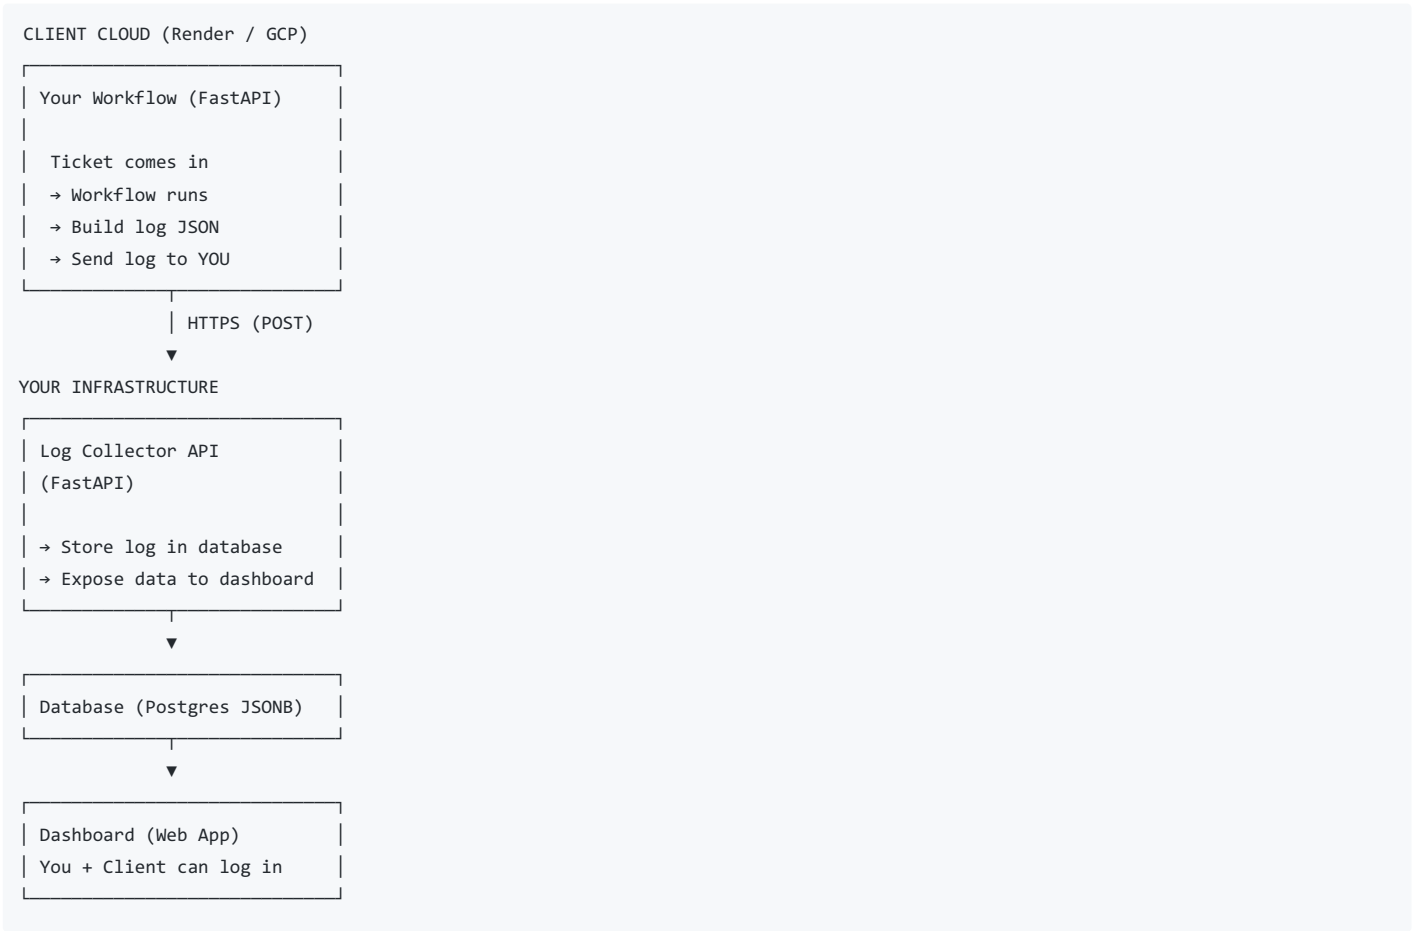 CLIENT CLOUD (Render / GCP)
Your Workflow (FastAPI)
Ticket comes in
→ Workflow runs
→ Build log JSON
→ Send log to YOU
HTTPS (POST)
YOUR INFRASTRUCTURE
Log Collector API
(FastAPI)
→ Store log in database
→ Expose data to dashboard
Database (Postgres JSONB)
Dashboard (Web App)
You + Client can log in